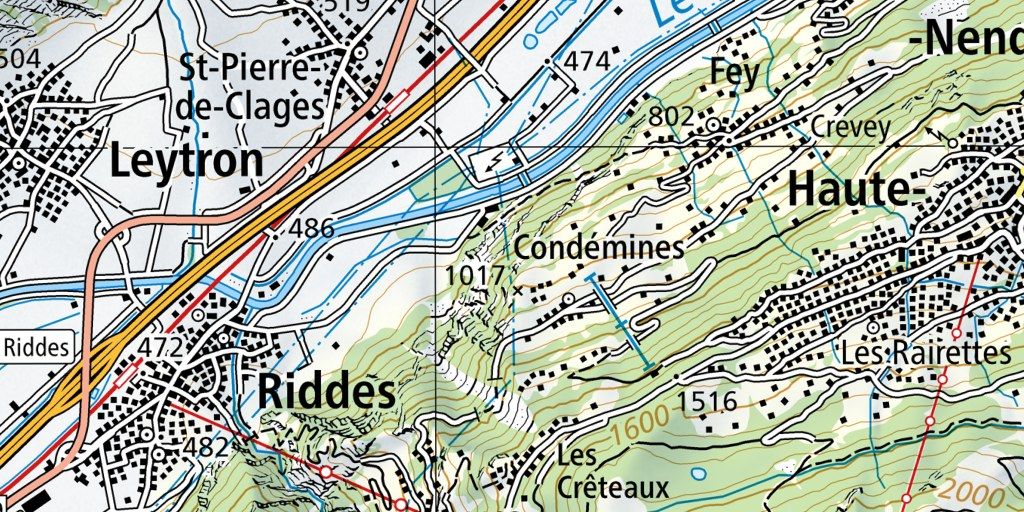 519
Le
-Nend
504
St-Pierre-
de-Clages
474
Fey
802
Crevey
Leytron
Haute-
486
Condémines
1017
Riddes
472
Les Rairettes
Riddes
1516
1600
482
Les
Crêteaux
2000